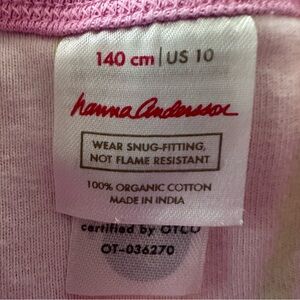 140 cm | US 10
hanna andersson
WEAR SNUG-FITTING,
NOT FLAME RESISTANT
100% ORGANIC COTTON
MADE IN INDIA
certified by OTCO
OT-036270